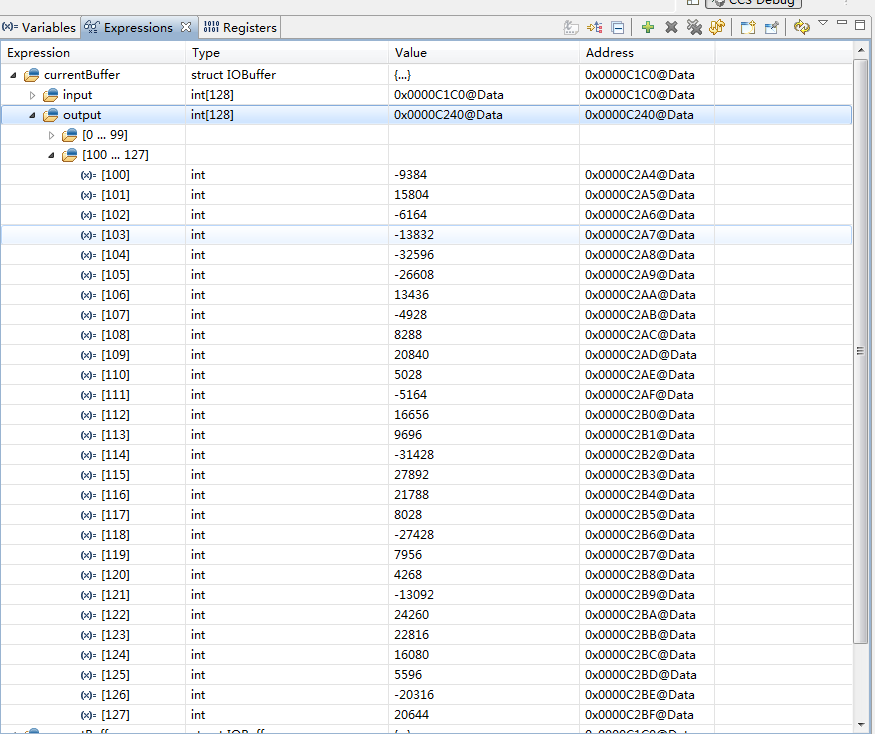 CCS Debug
(x)= Variables Expressions Registers
Expression Type Value Address
currentBuffer struct IOBuffer {...} 0x0000C1C0@Data
input int[128] 0x0000C1C0@Data 0x0000C1C0@Data
output int[128] 0x0000C240@Data 0x0000C240@Data
[0 ... 99]
[100 ... 127]
(x)= [100] int -9384 0x0000C2A4@Data
(x)= [101] int 15804 0x0000C2A5@Data
(x)= [102] int -6164 0x0000C2A6@Data
(x)= [103] int -13832 0x0000C2A7@Data
(x)= [104] int -32596 0x0000C2A8@Data
(x)= [105] int -26608 0x0000C2A9@Data
(x)= [106] int 13436 0x0000C2AA@Data
(x)= [107] int -4928 0x0000C2AB@Data
(x)= [108] int 8288 0x0000C2AC@Data
(x)= [109] int 20840 0x0000C2AD@Data
(x)= [110] int 5028 0x0000C2AE@Data
(x)= [111] int -5164 0x0000C2AF@Data
(x)= [112] int 16656 0x0000C2B0@Data
(x)= [113] int 9696 0x0000C2B1@Data
(x)= [114] int -31428 0x0000C2B2@Data
(x)= [115] int 27892 0x0000C2B3@Data
(x)= [116] int 21788 0x0000C2B4@Data
(x)= [117] int 8028 0x0000C2B5@Data
(x)= [118] int -27428 0x0000C2B6@Data
(x)= [119] int 7956 0x0000C2B7@Data
(x)= [120] int 4268 0x0000C2B8@Data
(x)= [121] int -13092 0x0000C2B9@Data
(x)= [122] int 24260 0x0000C2BA@Data
(x)= [123] int 22816 0x0000C2BB@Data
(x)= [124] int 16080 0x0000C2BC@Data
(x)= [125] int 5596 0x0000C2BD@Data
(x)= [126] int -20316 0x0000C2BE@Data
(x)= [127] int 20644 0x0000C2BF@Data